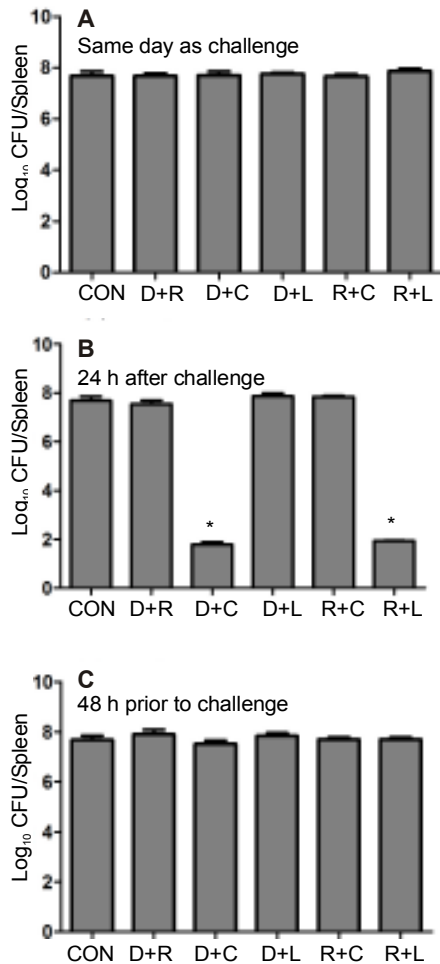 A
Same day as challenge
Log₁₀ CFU/Spleen
10
8
6
4
2
0
CON D+R D+C D+L R+C R+L
B
24 h after challenge
Log₁₀ CFU/Spleen
10
8
6
4
2
0
* *
CON D+R D+C D+L R+C R+L
C
48 h prior to challenge
Log₁₀ CFU/Spleen
10
8
6
4
2
0
CON D+R D+C D+L R+C R+L